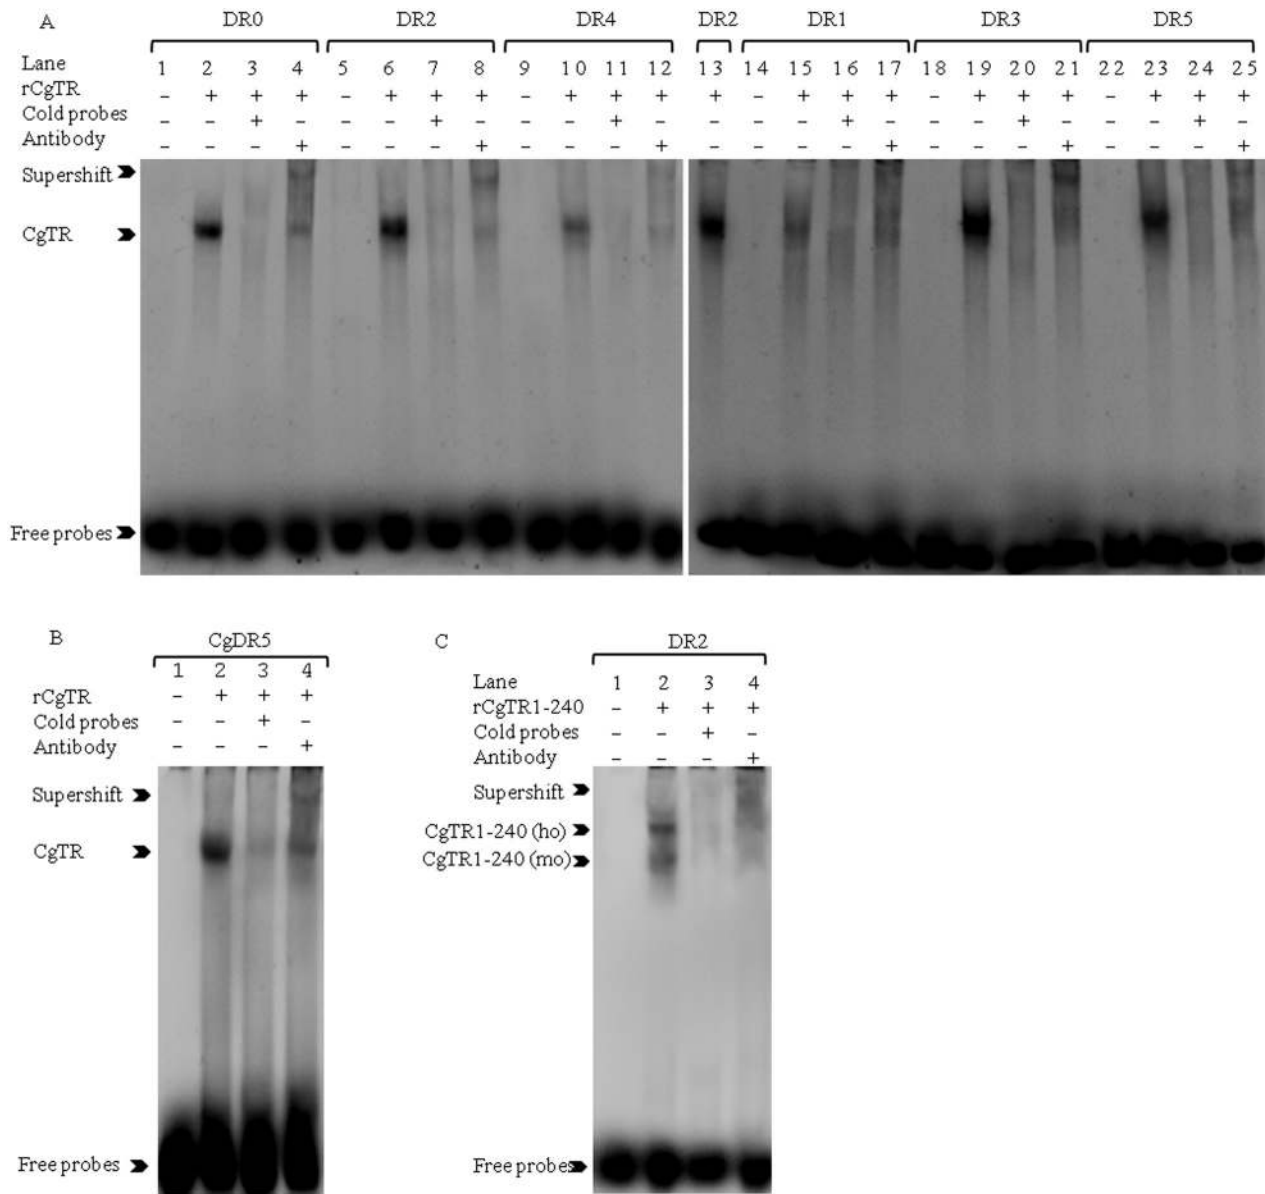 A
DR0 DR2 DR4 DR2 DR1 DR3 DR5
Lane 1 2 3 4 5 6 7 8 9 10 11 12 13 14 15 16 17 18 19 20 21 22 23 24 25
rCgTR - + + + - + + + - + + + + - + + + - + + + - + + +
Cold probes - - + - - - + - - - + - - - - + - - - + - - - + -
Antibody - - - + - - - + - - - + - - - - + - - - + - - - +
Supershift
CgTR
Free probes
B
CgDR5
1 2 3 4
rCgTR - + + +
Cold probes - - + -
Antibody - - - +
Supershift
CgTR
Free probes
C
DR2
Lane 1 2 3 4
rCgTR1-240 - + + +
Cold probes - - + -
Antibody - - - +
Supershift
CgTR1-240 (ho)
CgTR1-240 (mo)
Free probes